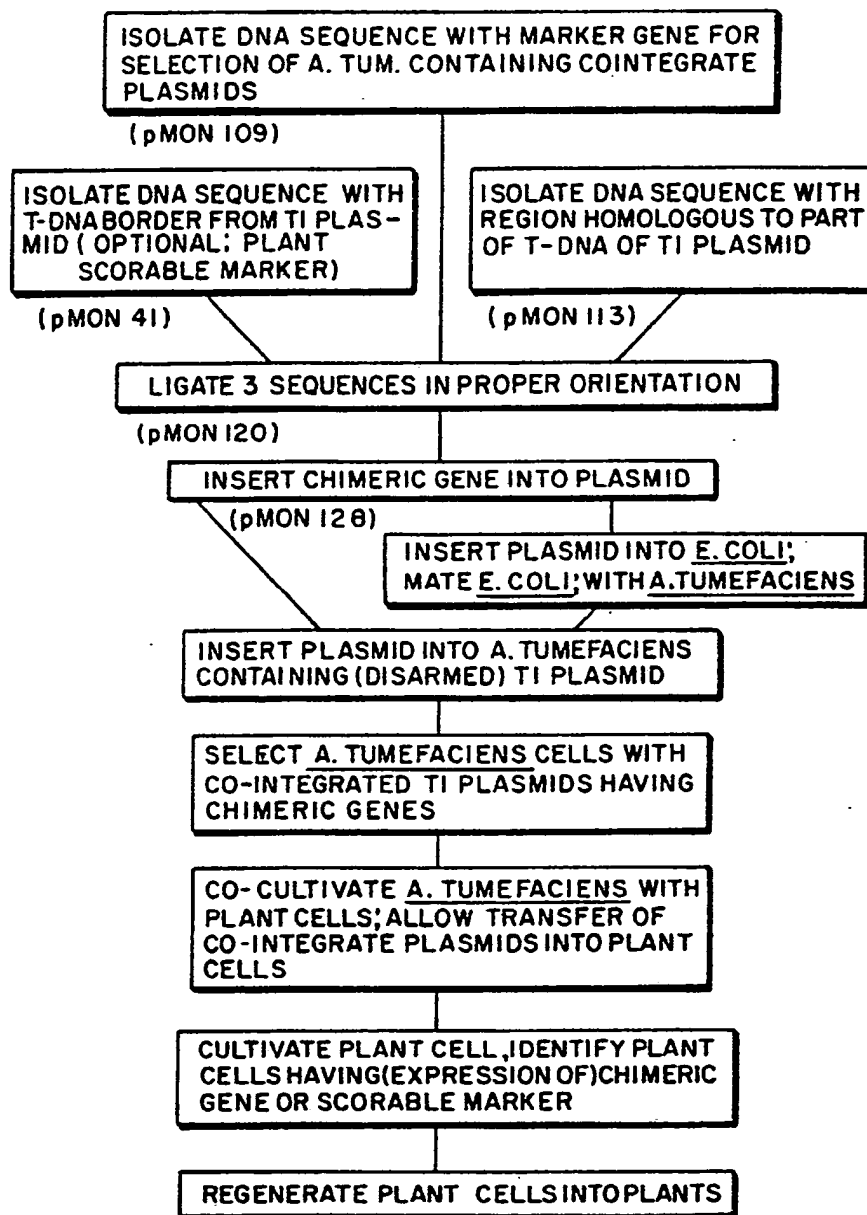 ISOLATE DNA SEQUENCE WITH MARKER GENE FOR
SELECTION OF A. TUM. CONTAINING COINTEGRATE
PLASMIDS
(pMON 109)
ISOLATE DNA SEQUENCE WITH
T-DNA BORDER FROM TI PLAS-
MID ( OPTIONAL; PLANT
SCORABLE MARKER)
(pMON 41)
ISOLATE DNA SEQUENCE WITH
REGION HOMOLOGOUS TO PART
OF T-DNA OF TI PLASMID
(pMON 113)
LIGATE 3 SEQUENCES IN PROPER ORIENTATION
(pMON 120)
INSERT CHIMERIC GENE INTO PLASMID
(pMON 128)
INSERT PLASMID INTO E. COLI;
MATE E. COLI; WITH A.TUMEFACIENS
INSERT PLASMID INTO A. TUMEFACIENS
CONTAINING (DISARMED) TI PLASMID
SELECT A. TUMEFACIENS CELLS WITH
CO-INTEGRATED TI PLASMIDS HAVING
CHIMERIC GENES
CO-CULTIVATE A. TUMEFACIENS WITH
PLANT CELLS; ALLOW TRANSFER OF
CO-INTEGRATE PLASMIDS INTO PLANT
CELLS
CULTIVATE PLANT CELL, IDENTIFY PLANT
CELLS HAVING (EXPRESSION OF) CHIMERIC
GENE OR SCORABLE MARKER
REGENERATE PLANT CELLS INTO PLANTS